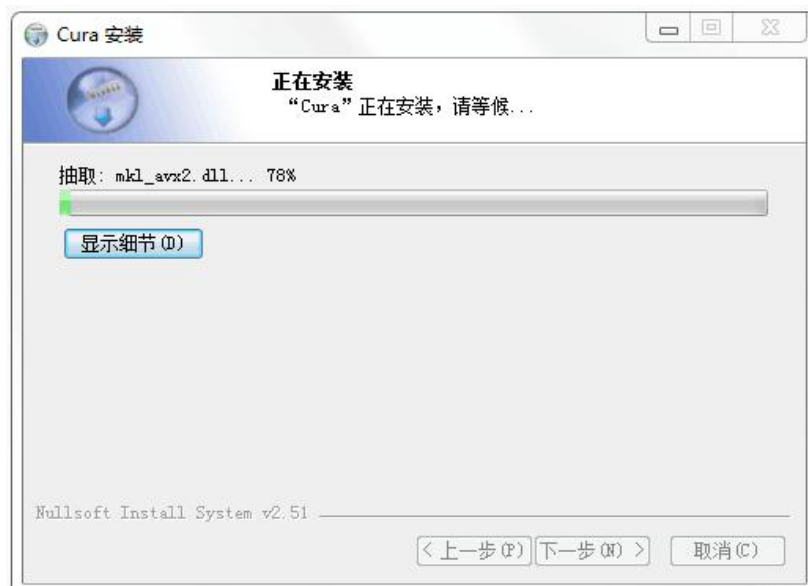 Cura 安装
正在安装
“Cura”正在安装，请等候...
抽取: mkl_avx2.dll... 78%
显示细节(D)
Nullsoft Install System v2.51
< 上一步(P) 下一步(N) > 取消(C)